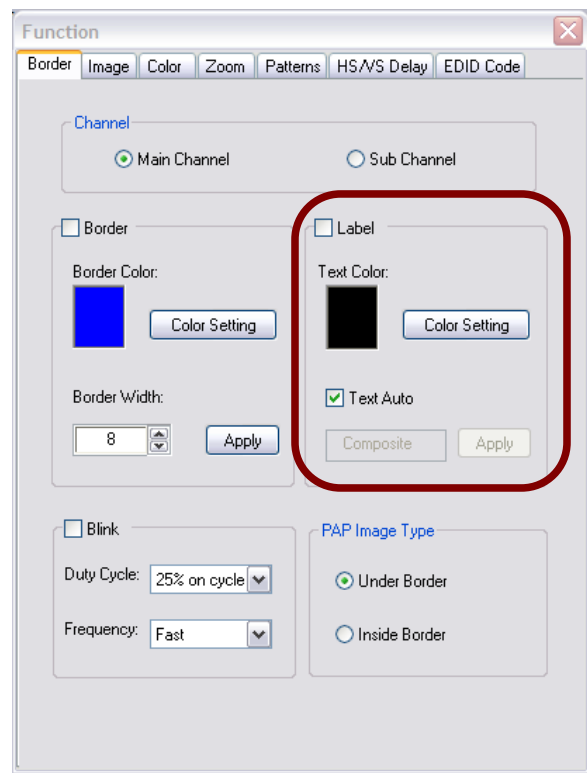 Function
Border Image Color Zoom Patterns HS/VS Delay EDID Code
Channel
Main Channel Sub Channel
Border Label
Border Color: Text Color:
Color Setting Color Setting
Border Width: Text Auto
8 Apply Composite Apply
Blink PAP Image Type
Duty Cycle: 25% on cycle Under Border
Frequency: Fast Inside Border